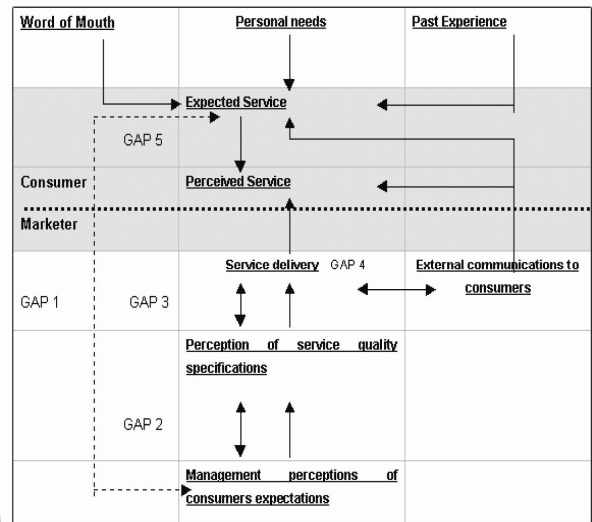 Word of Mouth
Personal needs
Past Experience
Expected Service
GAP 5
Consumer
Perceived Service
Marketer
Service delivery GAP 4
External communications to
consumers
GAP 1
GAP 3
Perception of service quality
specifications
GAP 2
Management perceptions of
consumers expectations